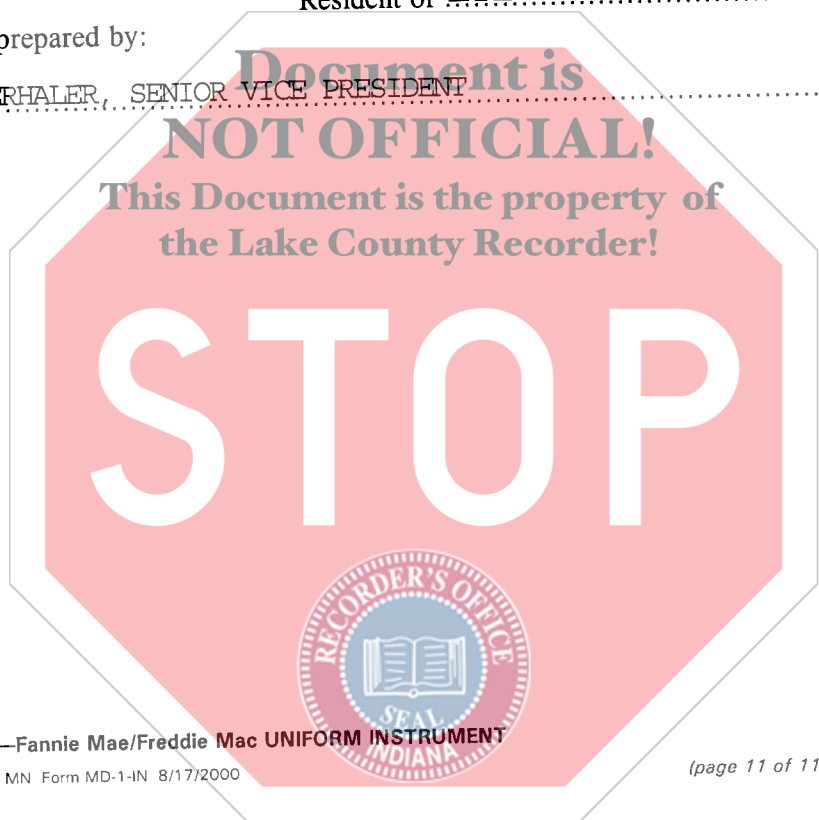 Resident of
prepared by:
ERHALER, SENIOR VICE PRESIDENT
Document is
NOT OFFICIAL!
This Document is the property of
the Lake County Recorder!
STOP
RECORDER'S OFFICE
SEAL
INDIANA
—Fannie Mae/Freddie Mac UNIFORM INSTRUMENT
MN Form MD-1-IN 8/17/2000
(page 11 of 11